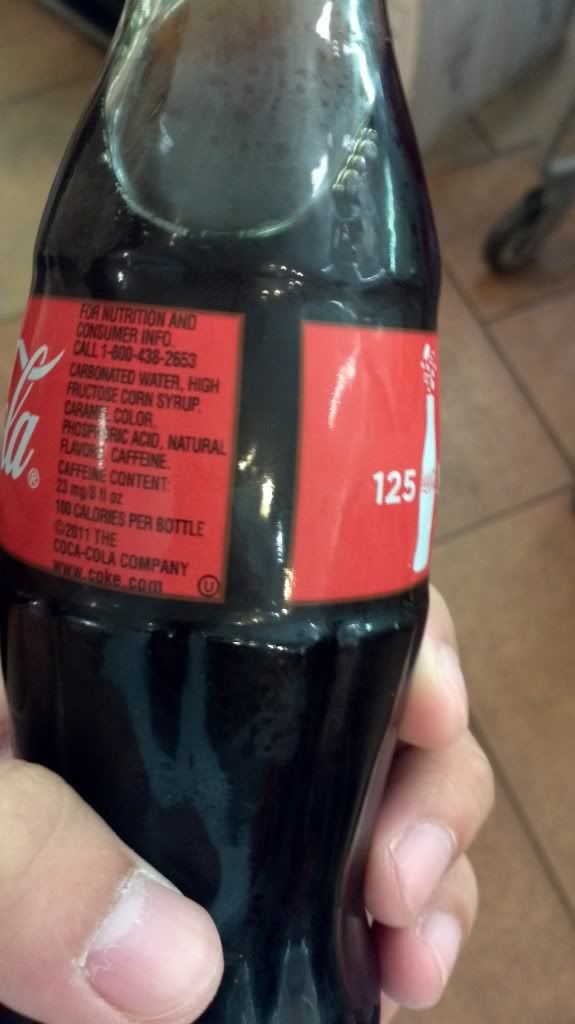 la®
FOR NUTRITION AND
CONSUMER INFO.
CALL 1-800-438-2653
CARBONATED WATER, HIGH
FRUCTOSE CORN SYRUP,
CARAMEL COLOR,
PHOSPHORIC ACID, NATURAL
FLAVORS, CAFFEINE.
CAFFEINE CONTENT:
23 mg/8 fl oz
100 CALORIES PER BOTTLE
©2011 THE
COCA-COLA COMPANY
www.coke.com
U
125